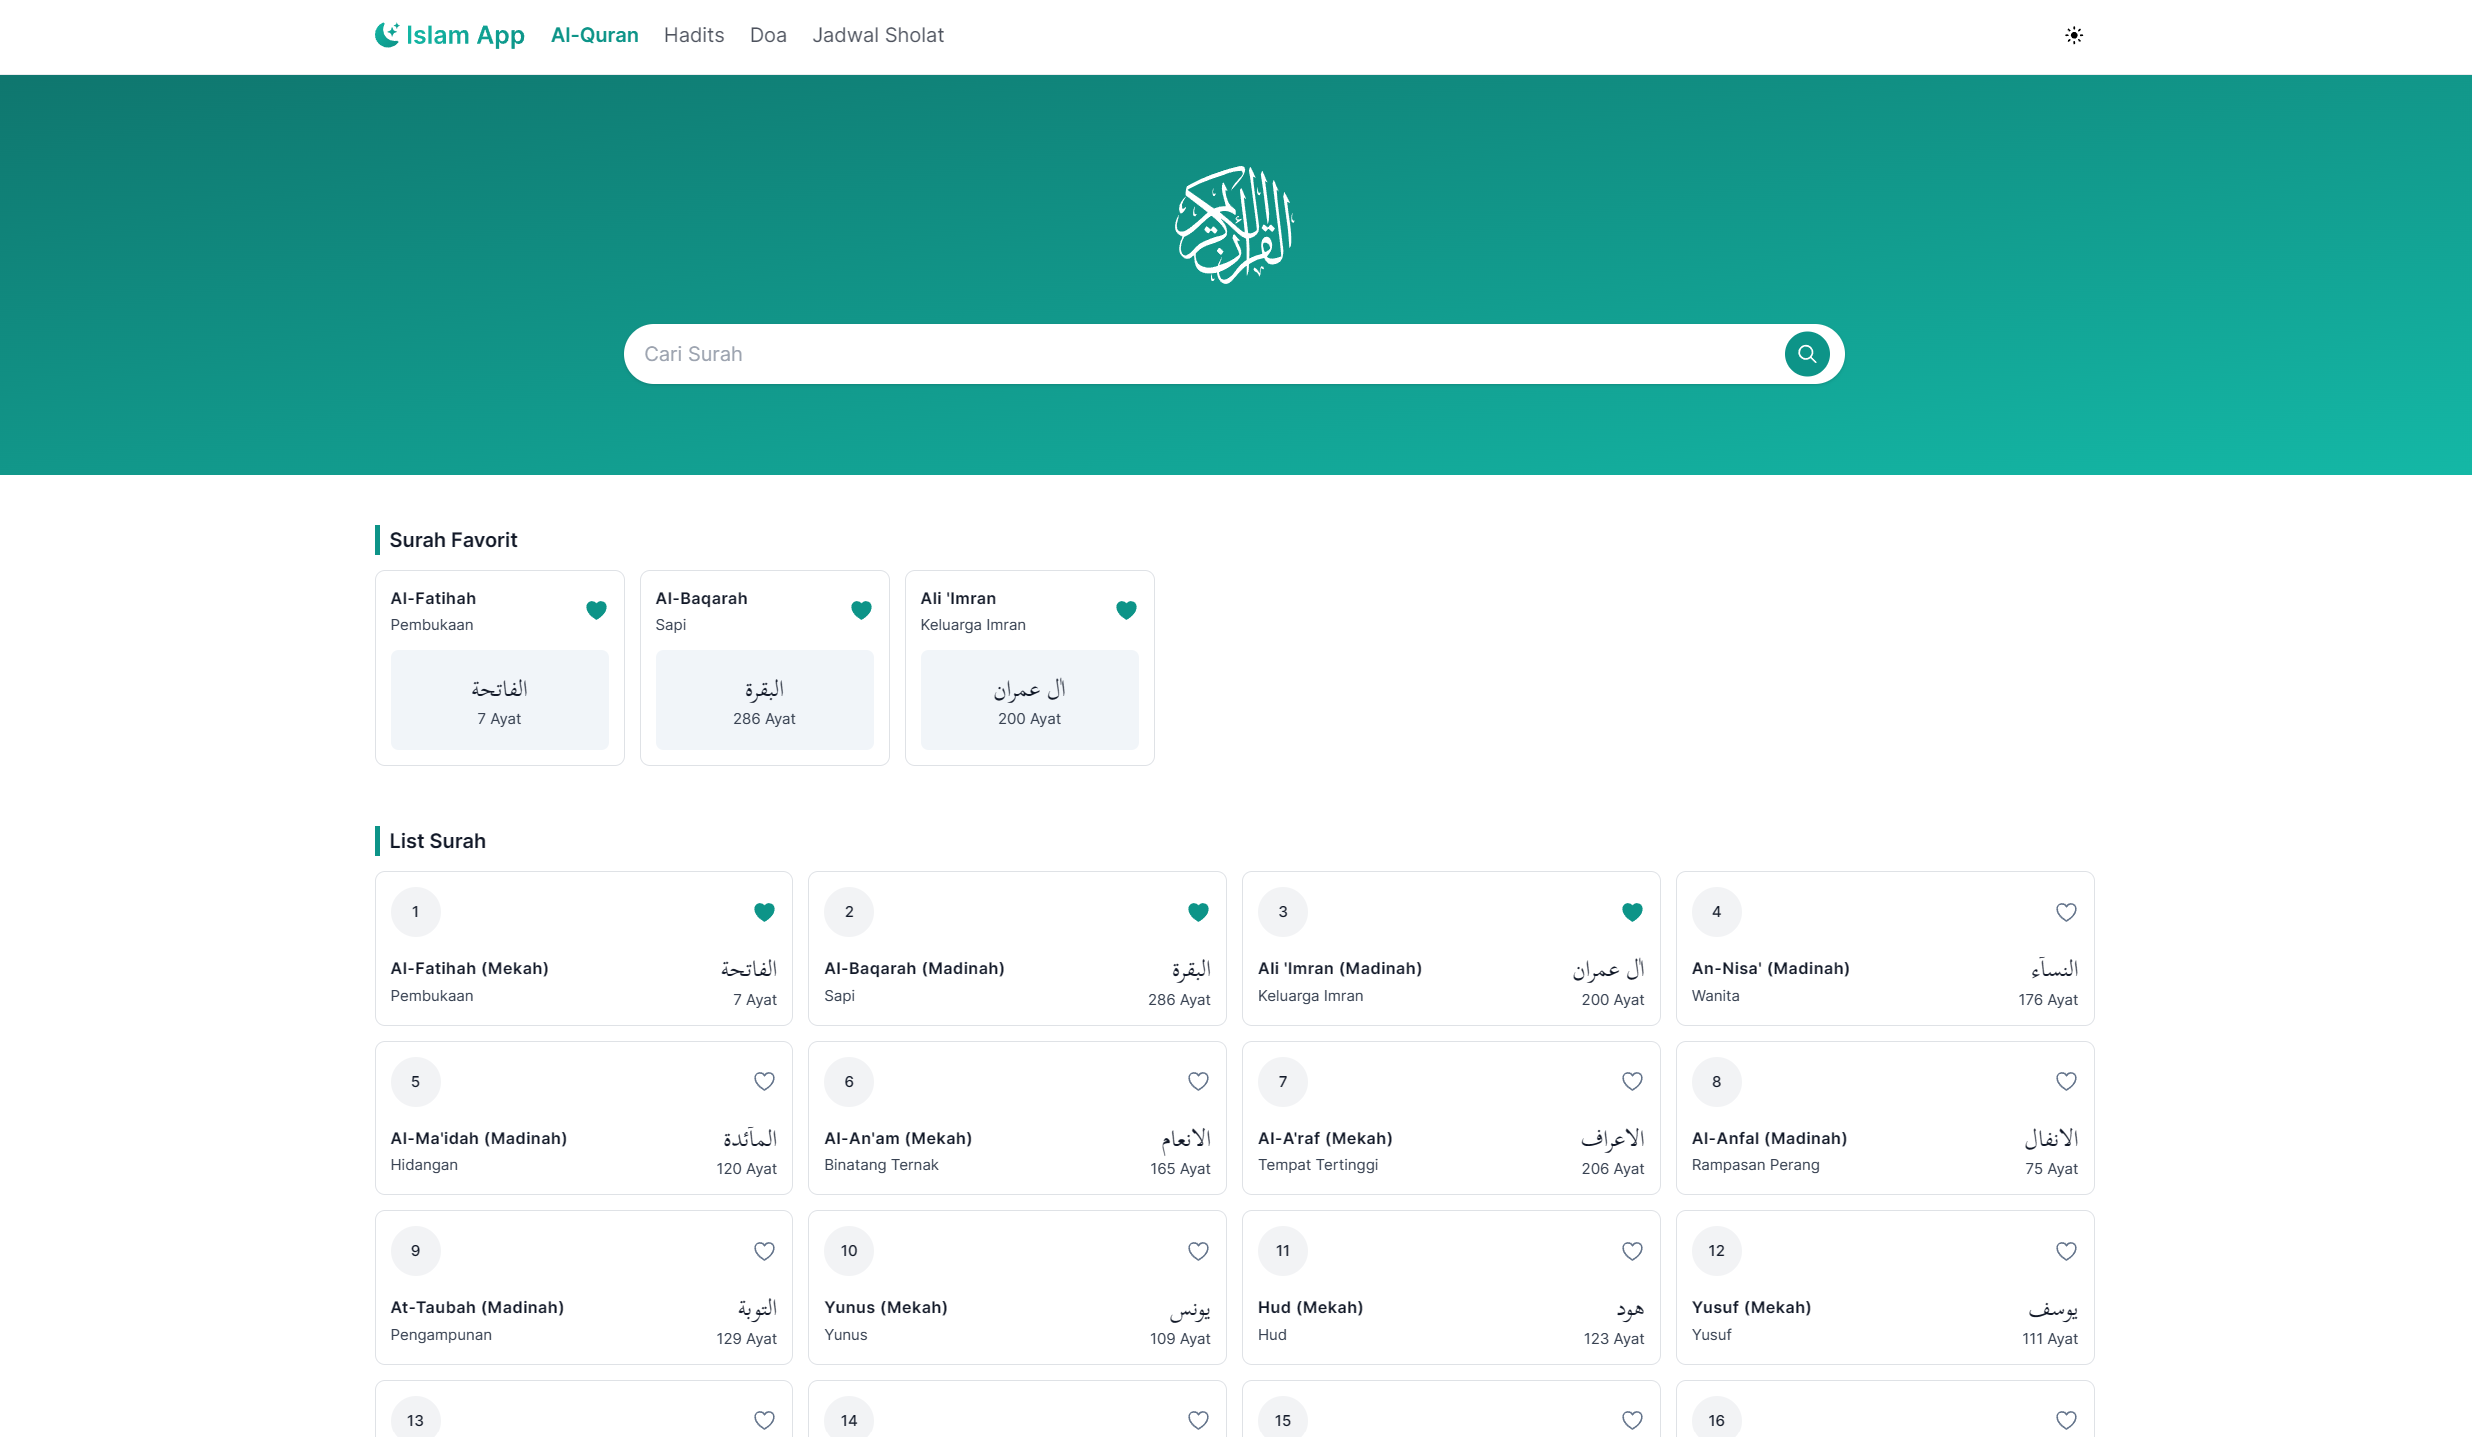 Islam App
Al-Quran
Hadits
Doa
Jadwal Sholat
القرآن الكريم
Cari Surah
Surah Favorit
Al-Fatihah
Pembukaan
الفاتحة
7 Ayat
Al-Baqarah
Sapi
البقرة
286 Ayat
Ali 'Imran
Keluarga Imran
اٰل عمران
200 Ayat
List Surah
1
Al-Fatihah (Mekah)
الفاتحة
Pembukaan
7 Ayat
2
Al-Baqarah (Madinah)
البقرة
Sapi
286 Ayat
3
Ali 'Imran (Madinah)
اٰل عمران
Keluarga Imran
200 Ayat
4
An-Nisa' (Madinah)
النساۤء
Wanita
176 Ayat
5
Al-Ma'idah (Madinah)
الماۤئدة
Hidangan
120 Ayat
6
Al-An'am (Mekah)
الانعام
Binatang Ternak
165 Ayat
7
Al-A'raf (Mekah)
الاعراف
Tempat Tertinggi
206 Ayat
8
Al-Anfal (Madinah)
الانفال
Rampasan Perang
75 Ayat
9
At-Taubah (Madinah)
التوبة
Pengampunan
129 Ayat
10
Yunus (Mekah)
يونس
Yunus
109 Ayat
11
Hud (Mekah)
هود
Hud
123 Ayat
12
Yusuf (Mekah)
يوسف
Yusuf
111 Ayat
13
14
15
16